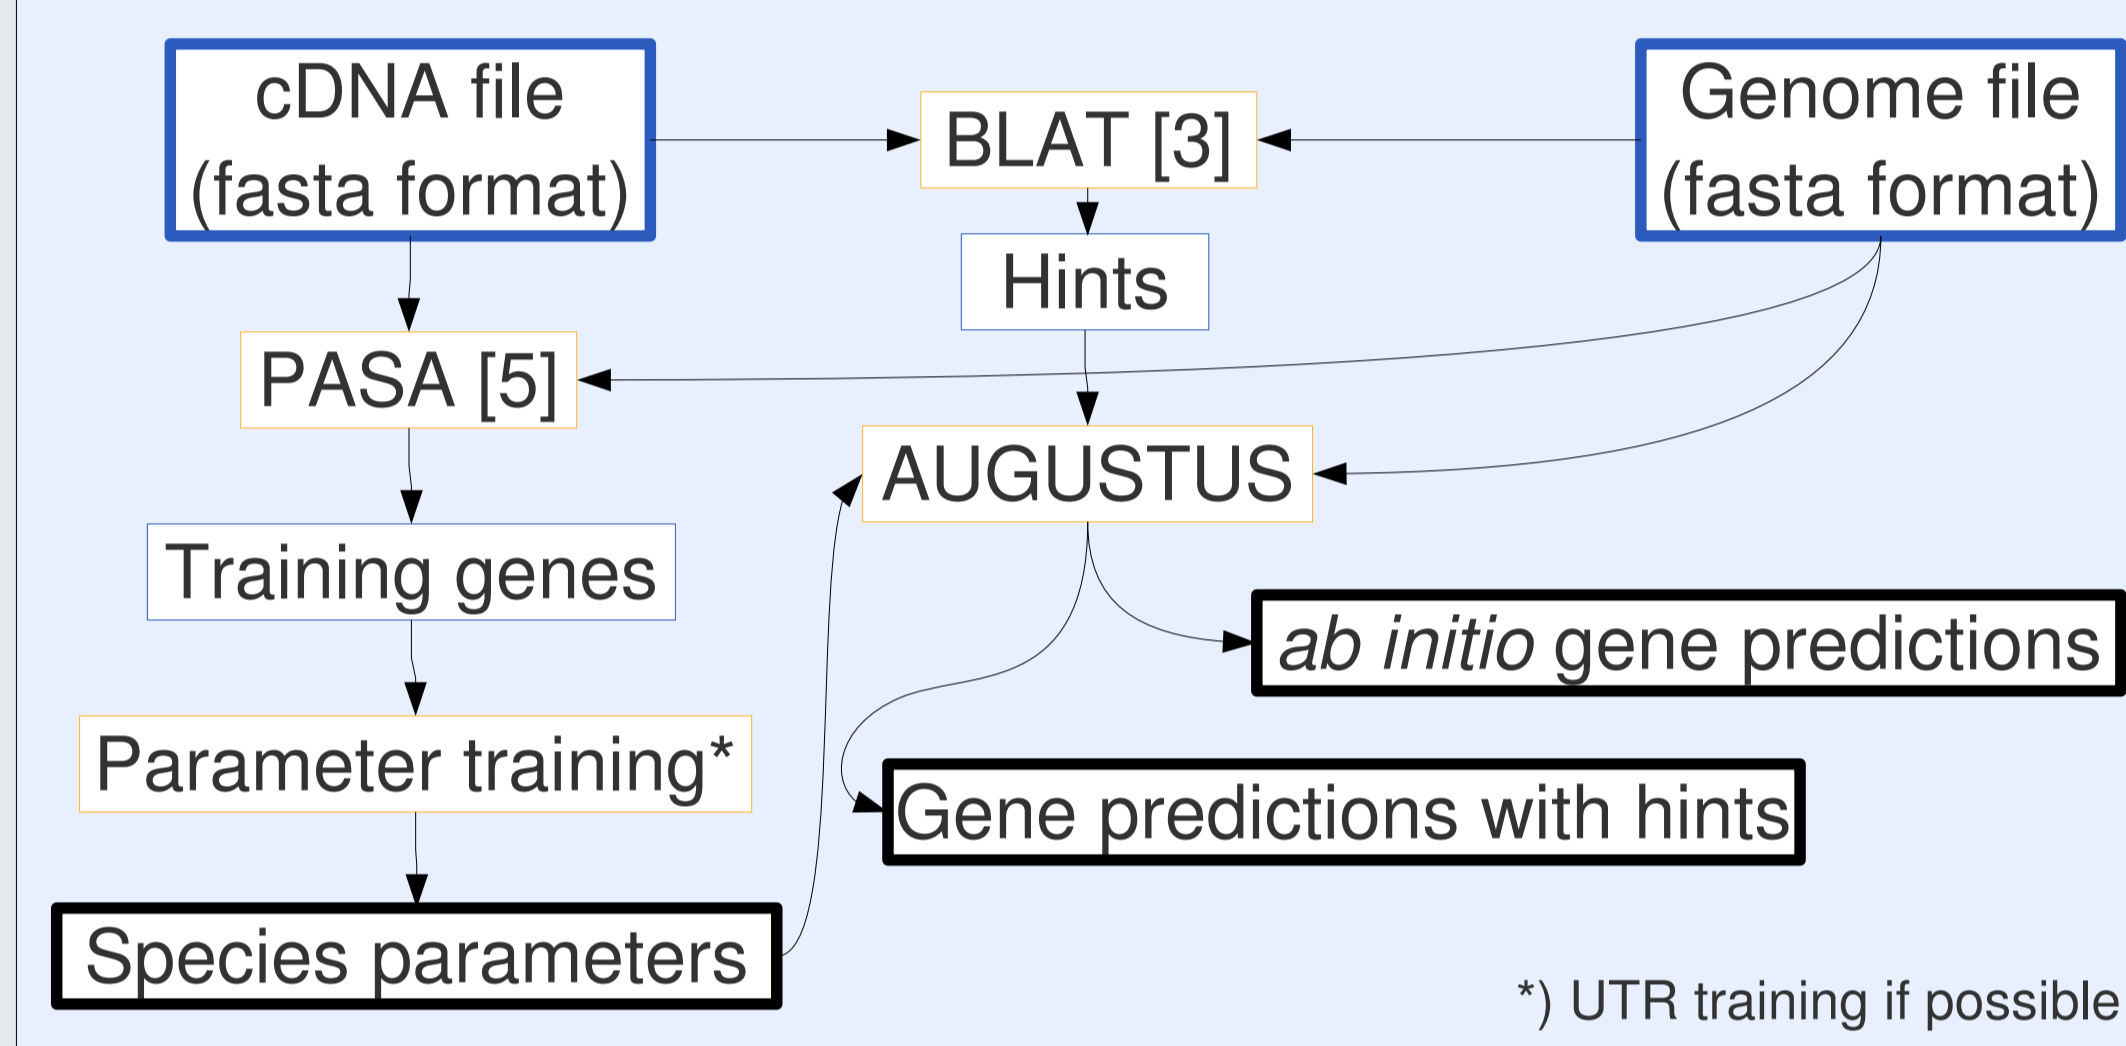 cDNA file
(fasta format)
BLAT [3]
Genome file
(fasta format)
Hints
PASA [5]
AUGUSTUS
Training genes
ab initio gene predictions
Parameter training*
Gene predictions with hints
Species parameters
*) UTR training if possible